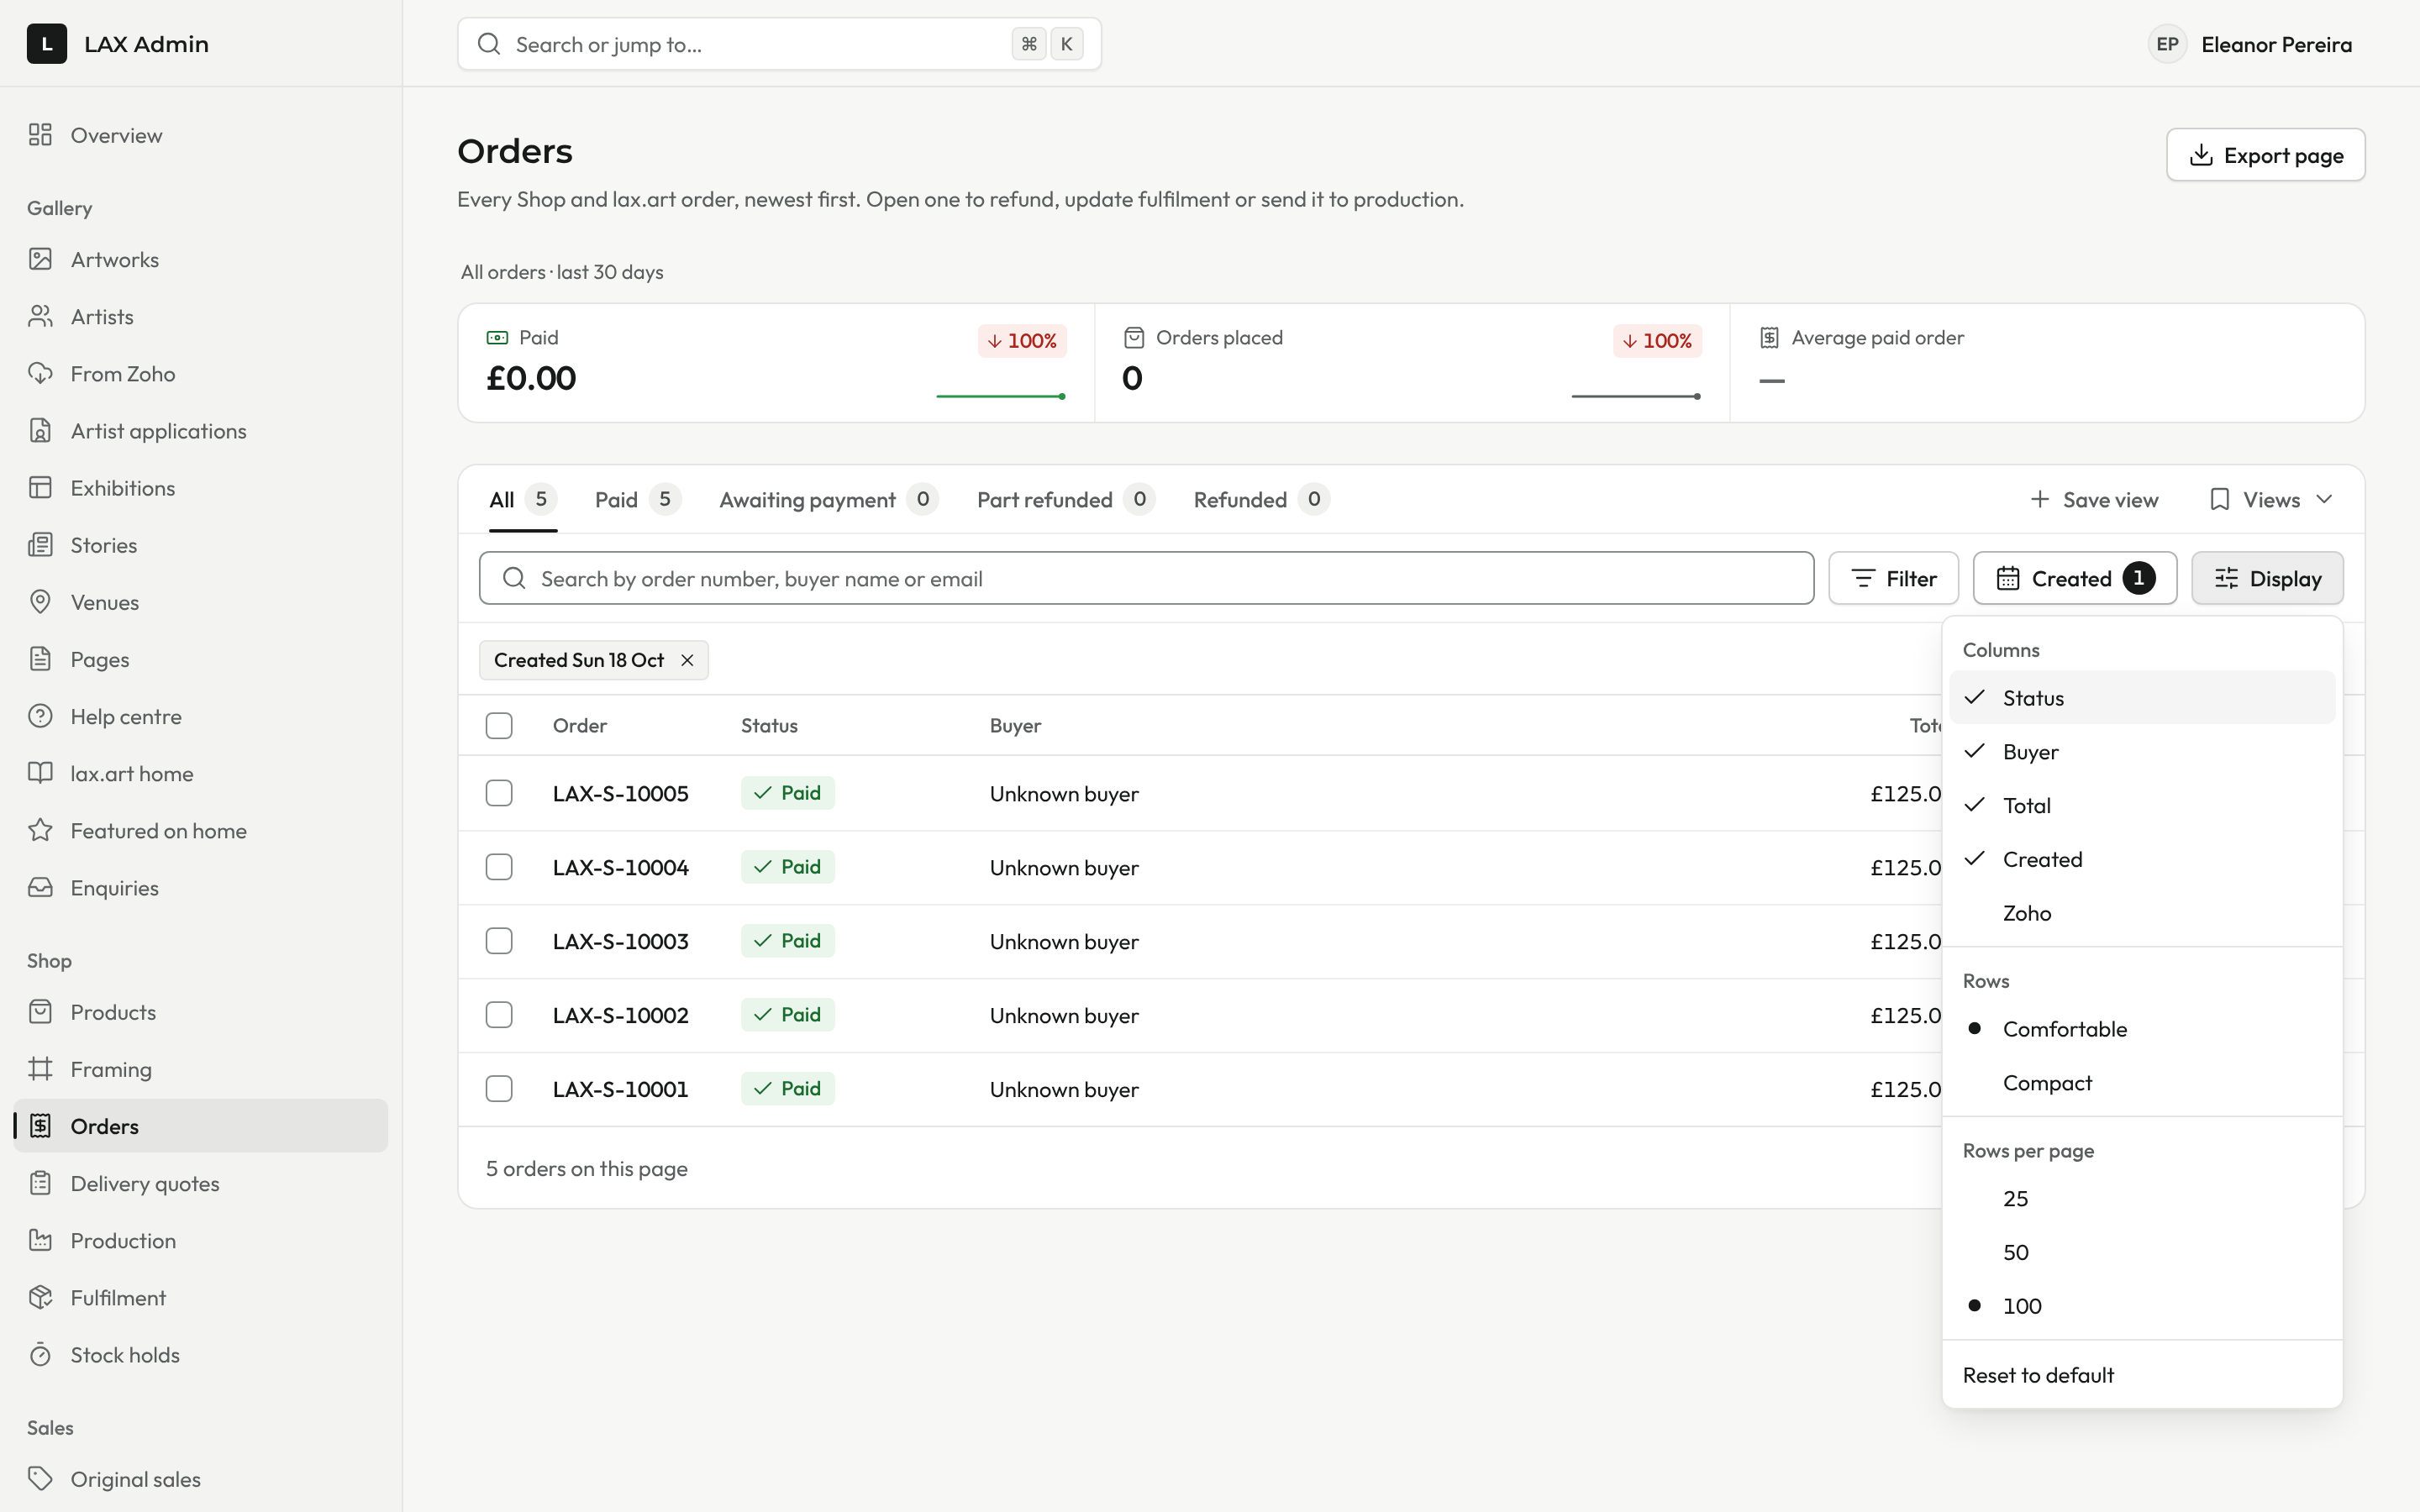 L LAX Admin
Search or jump to... ⌘ K
EP Eleanor Pereira
Overview
Gallery
Artworks
Artists
From Zoho
Artist applications
Exhibitions
Stories
Venues
Pages
Help centre
lax.art home
Featured on home
Enquiries
Shop
Products
Framing
Orders
Delivery quotes
Production
Fulfilment
Stock holds
Sales
Original sales
Orders
Export page
Every Shop and lax.art order, newest first. Open one to refund, update fulfilment or send it to production.
All orders · last 30 days
Paid ↓ 100%
£0.00
Orders placed ↓ 100%
0
Average paid order
—
All 5 Paid 5 Awaiting payment 0 Part refunded 0 Refunded 0 + Save view Views
Search by order number, buyer name or email
Filter Created 1 Display
Created Sun 18 Oct
Order Status Buyer
LAX-S-10005 Paid Unknown buyer £125.0
LAX-S-10004 Paid Unknown buyer £125.0
LAX-S-10003 Paid Unknown buyer £125.0
LAX-S-10002 Paid Unknown buyer £125.0
LAX-S-10001 Paid Unknown buyer £125.0
5 orders on this page
Columns
Status
Buyer
Total
Created
Zoho
Rows
Comfortable
Compact
Rows per page
25
50
100
Reset to default